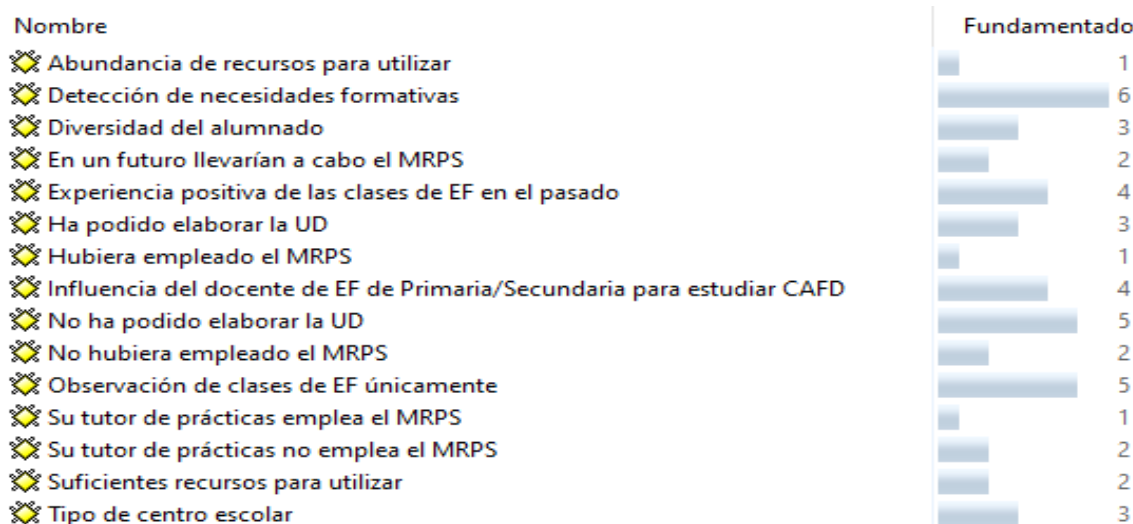 Nombre Fundamentado
Abundancia de recursos para utilizar 1
Detección de necesidades formativas 6
Diversidad del alumnado 3
En un futuro llevarían a cabo el MRPS 2
Experiencia positiva de las clases de EF en el pasado 4
Ha podido elaborar la UD 3
Hubiera empleado el MRPS 1
Influencia del docente de EF de Primaria/Secundaria para estudiar CAFD 4
No ha podido elaborar la UD 5
No hubiera empleado el MRPS 2
Observación de clases de EF únicamente 5
Su tutor de prácticas emplea el MRPS 1
Su tutor de prácticas no emplea el MRPS 2
Suficientes recursos para utilizar 2
Tipo de centro escolar 3